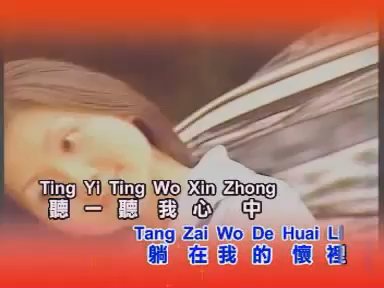 Ting Yi Ting Wo Xin Zhong
聽 一 聽 我 心 中
Tang Zai Wo De Huai Li
躺 在 我 的 懷 裡